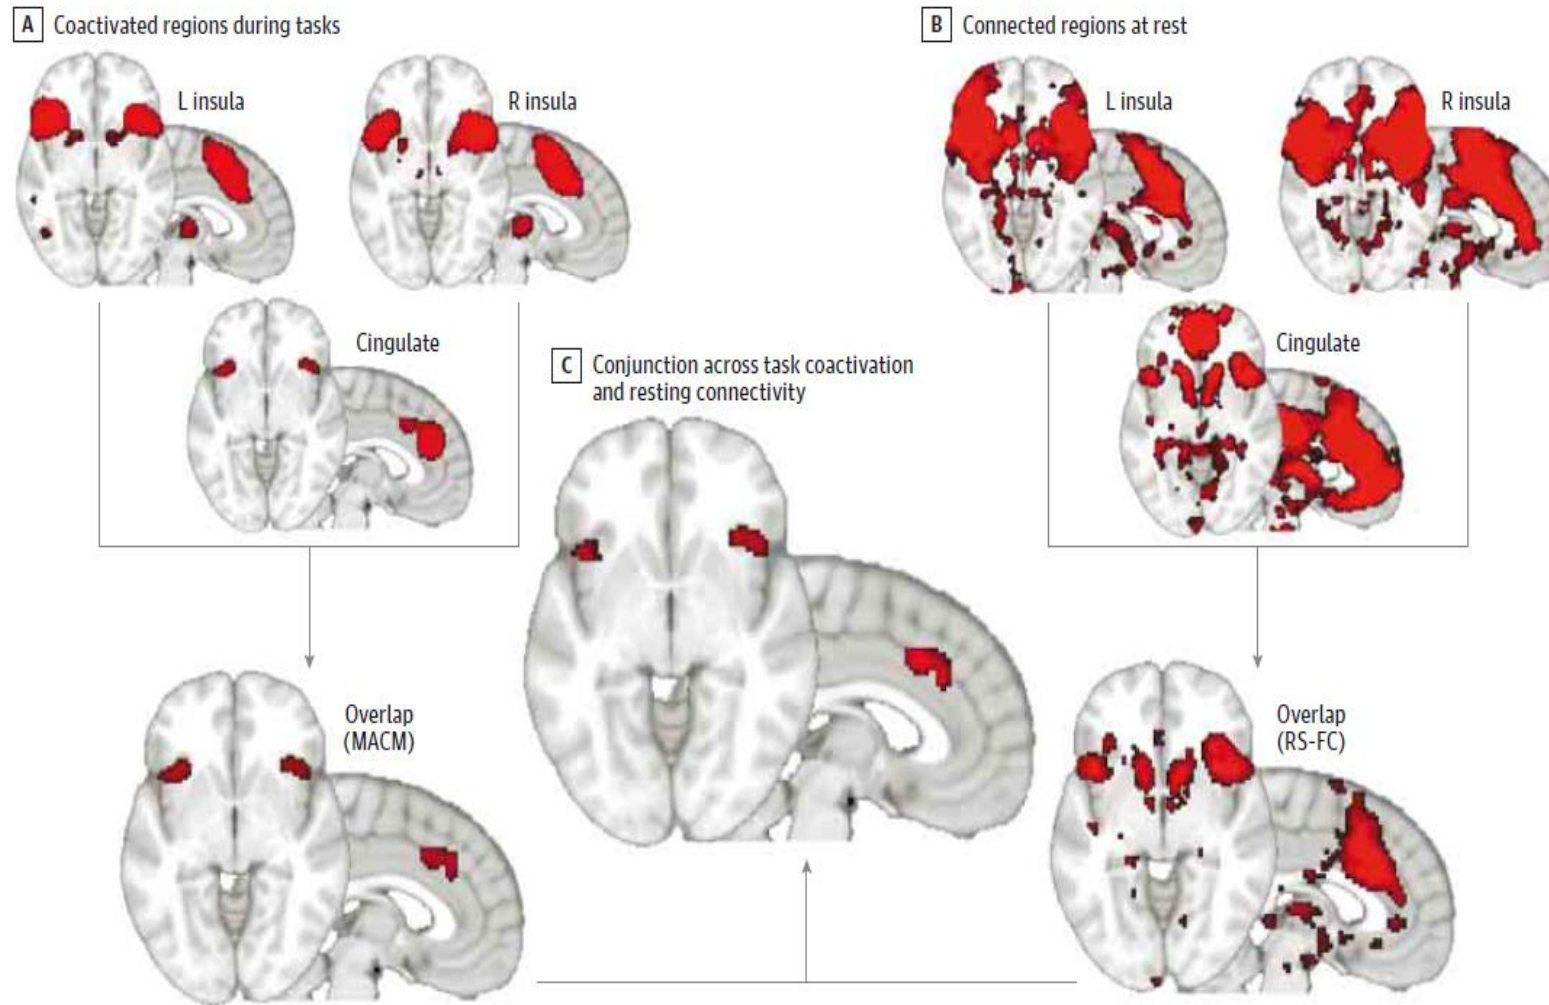 A Coactivated regions during tasks
L insula
R insula
Cingulate
Overlap
(MACM)
B Connected regions at rest
L insula
R insula
Cingulate
Overlap
(RS-FC)
C Conjunction across task coactivation
and resting connectivity